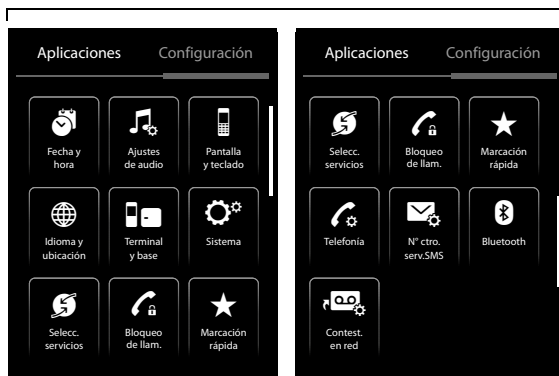 Aplicaciones Configuración
Fecha y
hora
Ajustes
de audio
Pantalla
y teclado
Idioma y
ubicación
Terminal
y base
Sistema
Selecc.
servicios
Bloqueo
de llam.
Marcación
rápida
Aplicaciones Configuración
Selecc.
servicios
Bloqueo
de llam.
Marcación
rápida
Telefonía
N° ctro.
serv.SMS
Bluetooth
Contest.
en red